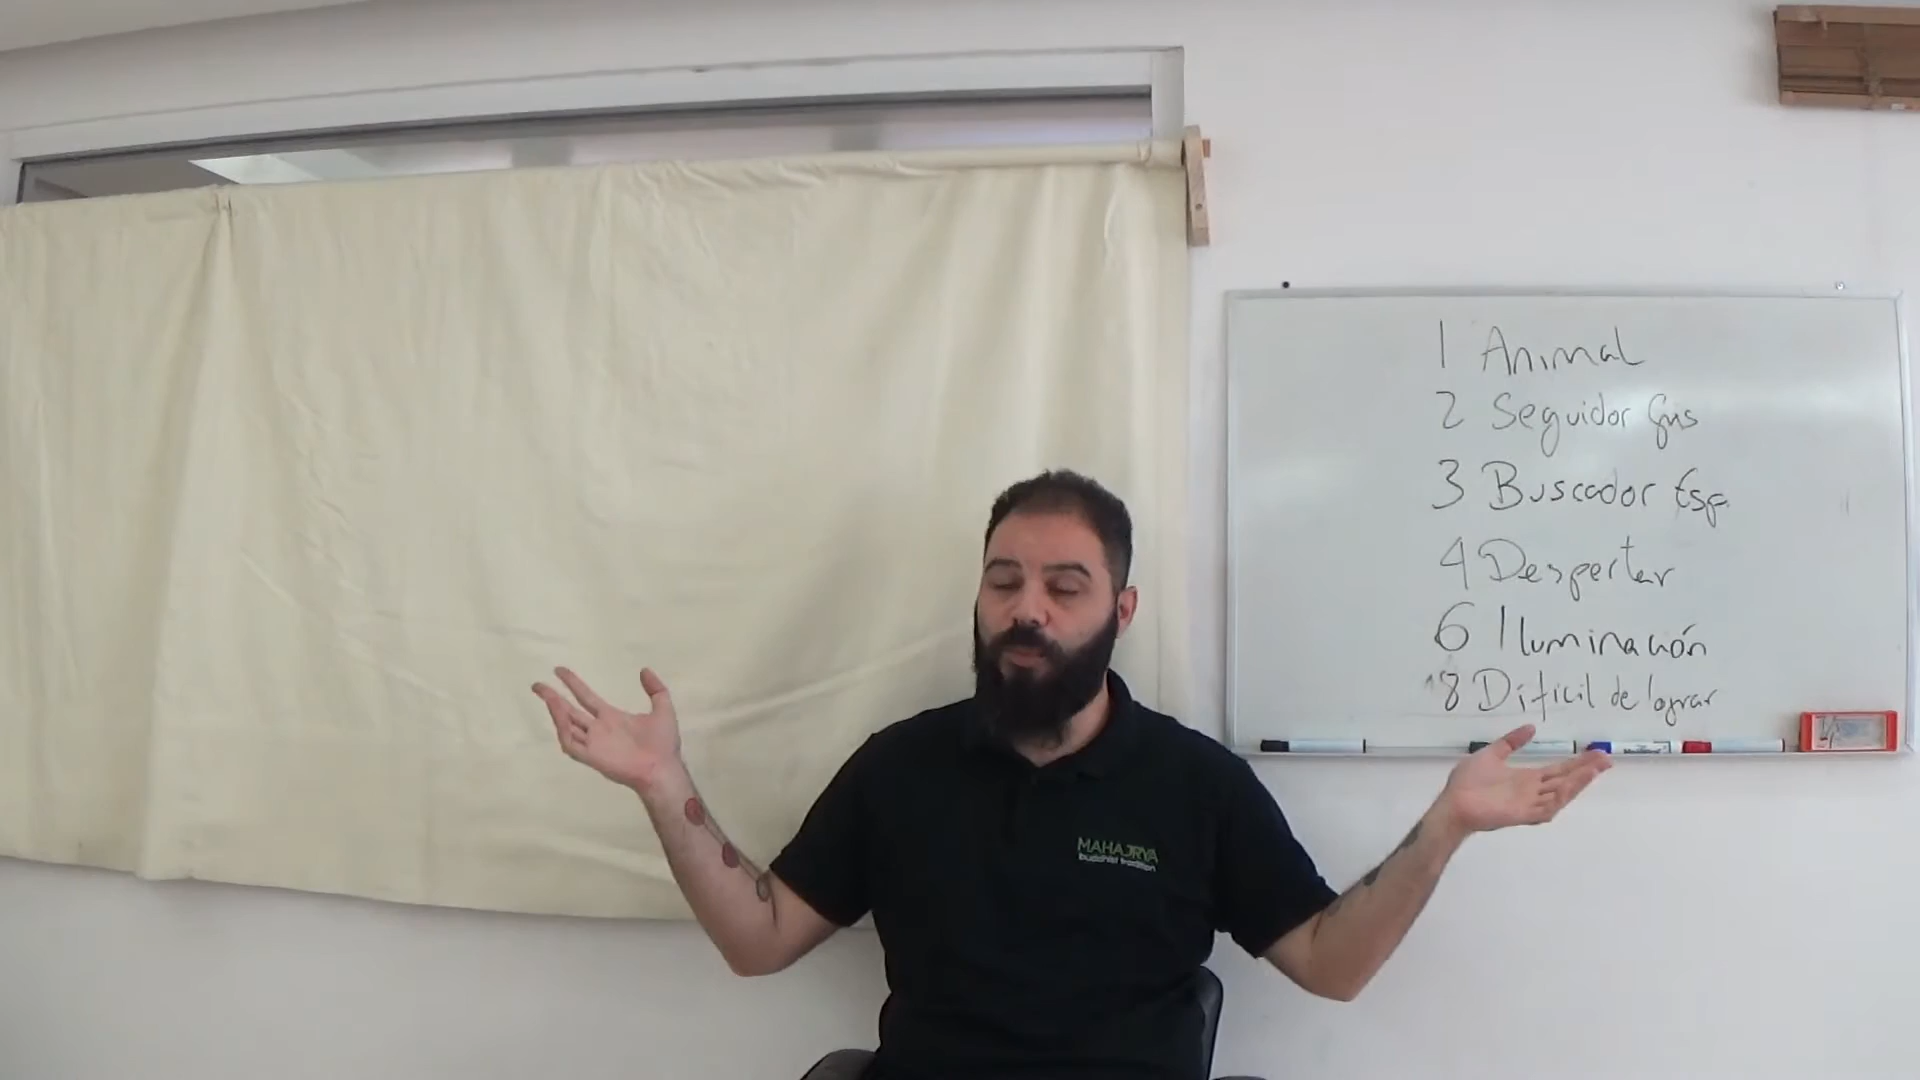 1 Animal
2 Seguidor
3 Buscador Esp.
4 Despertar
6 Iluminación
8 Difícil de lograr
MAHAJRYA
buddhist tradition